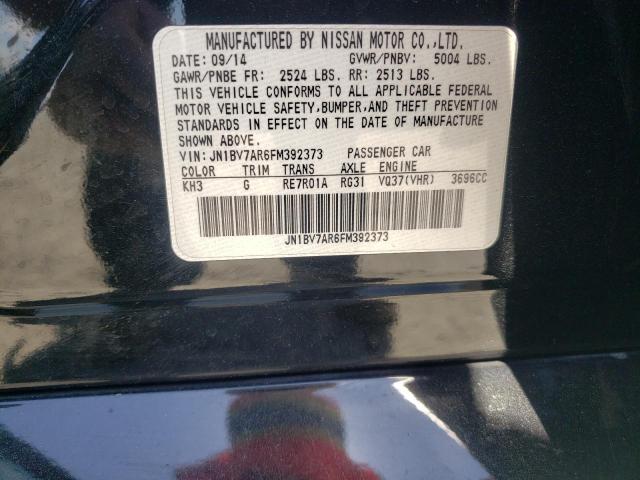 MANUFACTURED BY NISSAN MOTOR CO.,LTD.
DATE: 09/14 GVWR/PNBV: 5004 LBS.
GAWR/PNBE FR: 2524 LBS. RR: 2513 LBS.
THIS VEHICLE CONFORMS TO ALL APPLICABLE FEDERAL
MOTOR VEHICLE SAFETY, BUMPER, AND THEFT PREVENTION
STANDARDS IN EFFECT ON THE DATE OF MANUFACTURE
SHOWN ABOVE.
VIN: JN1BV7AR6FM392373 PASSENGER CAR
COLOR TRIM TRANS AXLE ENGINE
KH3 G RE7R01A RG31 VQ37(VHR) 3696CC
JN1BV7AR6FM392373